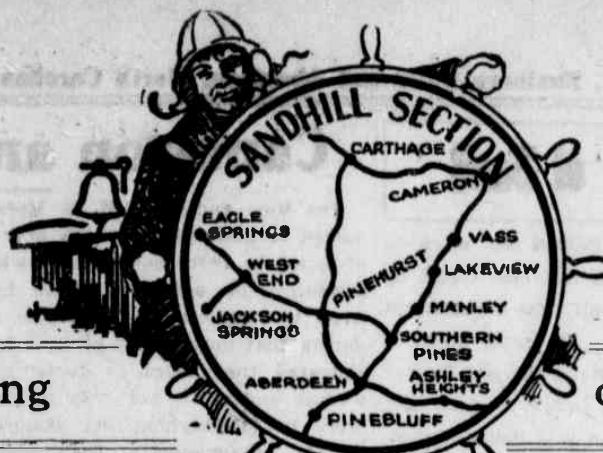 SANDHILL SECTION
CARTHAGE
CAMERON
EAGLE
SPRINGS
VASS
WEST
END
PINEHURST
LAKEVIEW
JACKSON
SPRINGS
MANLEY
SOUTHERN
PINES
ABERDEEN
ASHLEY
HEIGHTS
PINEBLUFF
ng